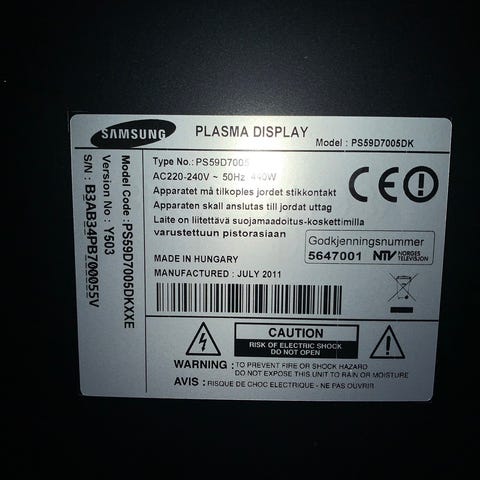 SAMSUNG
PLASMA DISPLAY
Model : PS59D7005DK
Type No.: PS59D7005
AC220-240V ~ 50Hz 440W
Apparatet må tilkoples jordet stikkontakt
Apparaten skall anslutas till jordat uttag
Laite on liitettävä suojamaadoitus-koskettimilla
varustettuun pistorasiaan
Godkjenningsnummer
5647001 NTV NORGES
TELEVISJON
MADE IN HUNGARY
MANUFACTURED : JULY 2011
CAUTION
RISK OF ELECTRIC SHOCK
DO NOT OPEN
WARNING : TO PREVENT FIRE OR SHOCK HAZARD
DO NOT EXPOSE THIS UNIT TO RAIN OR MOISTURE
AVIS : RISQUE DE CHOC ELECTRIQUE - NE PAS OUVRIR
Model Code :PS59D7005DKXXE
Version No : Y503
S/N : B3AB34PB700055V
CE